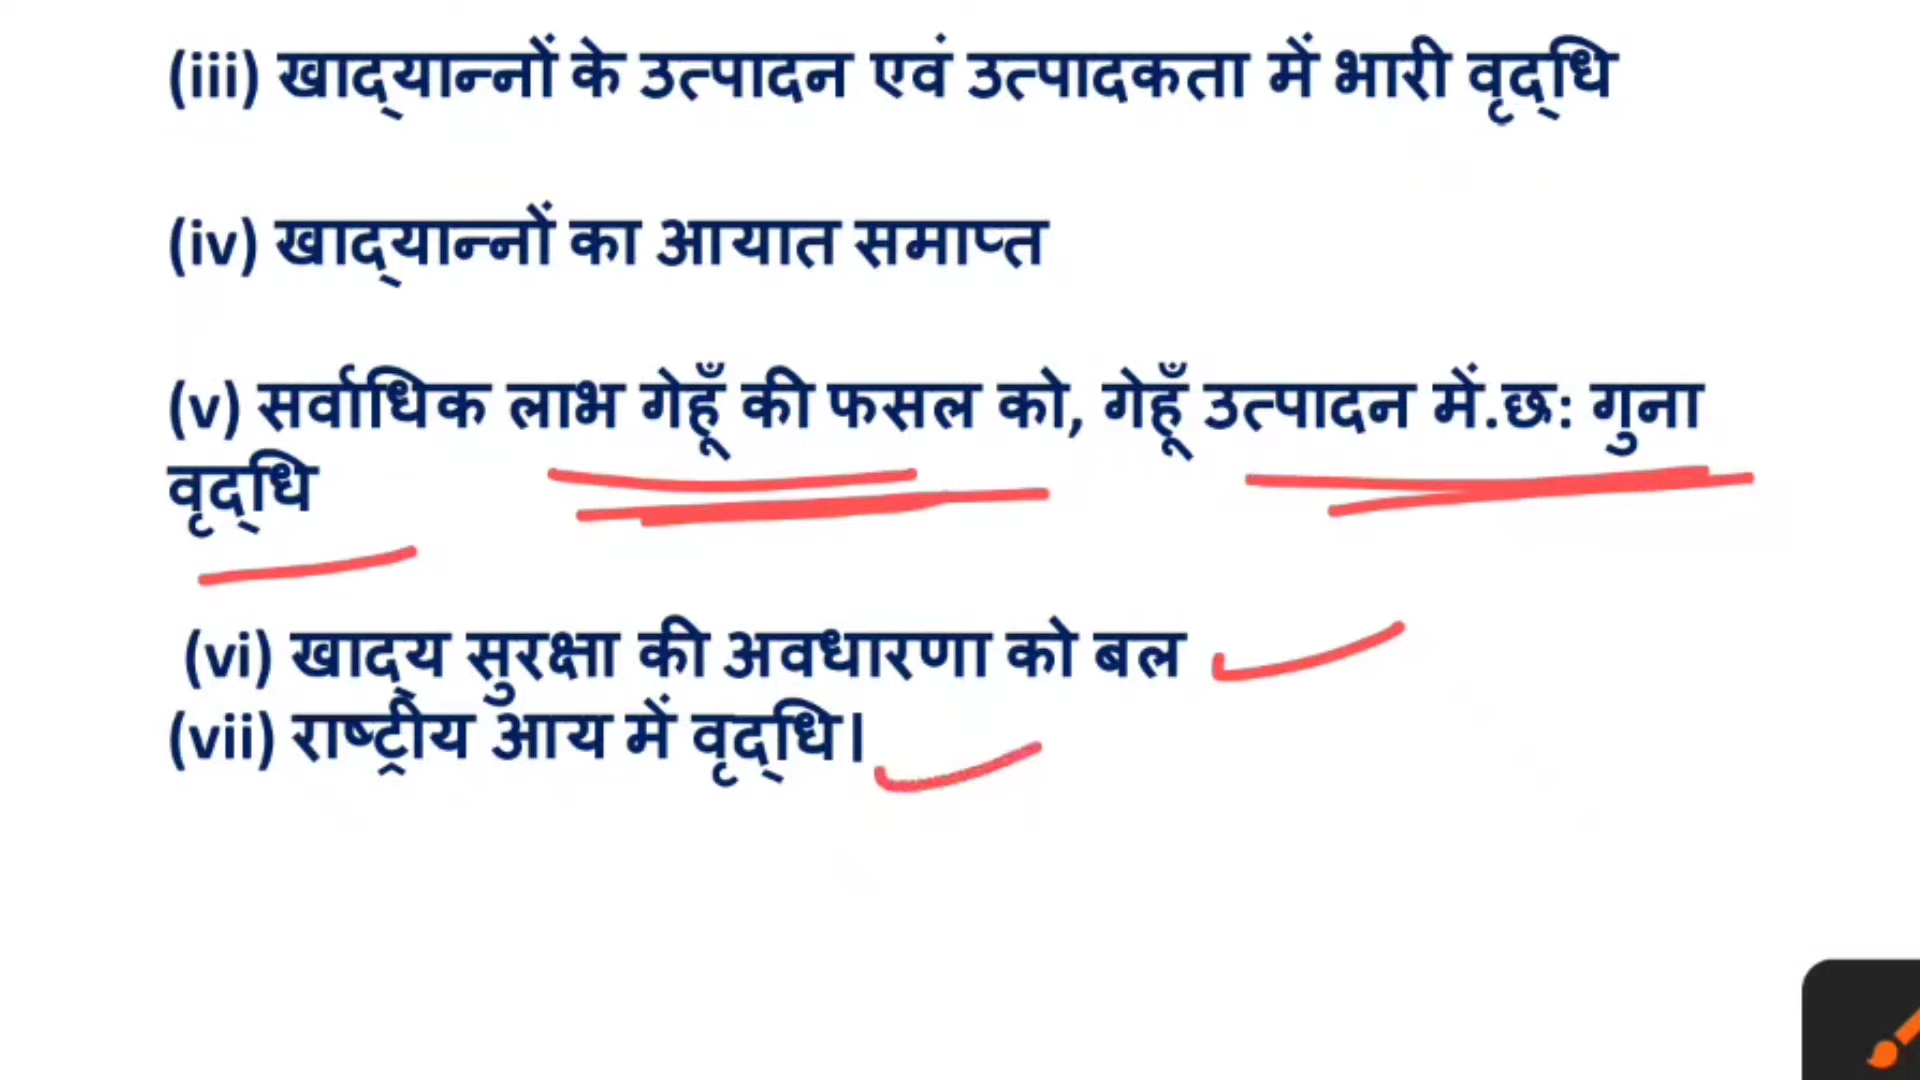 (iii) खाद्यान्नों के उत्पादन एवं उत्पादकता में भारी वृद्धि
(iv) खाद्यान्नों का आयात समाप्त
(v) सर्वाधिक लाभ गेहूँ की फसल को, गेहूँ उत्पादन में.छः गुना
वृद्धि
(vi) खाद्य सुरक्षा की अवधारणा को बल
(vii) राष्ट्रीय आय में वृद्धि।